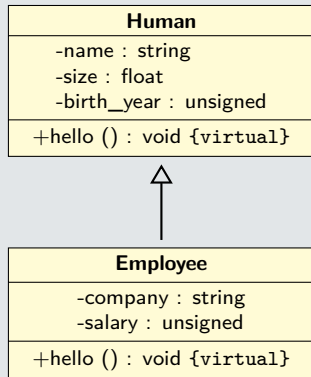 Human
-name : string
-size : float
-birth_year : unsigned
+hello () : void {virtual}
Employee
-company : string
-salary : unsigned
+hello () : void {virtual}